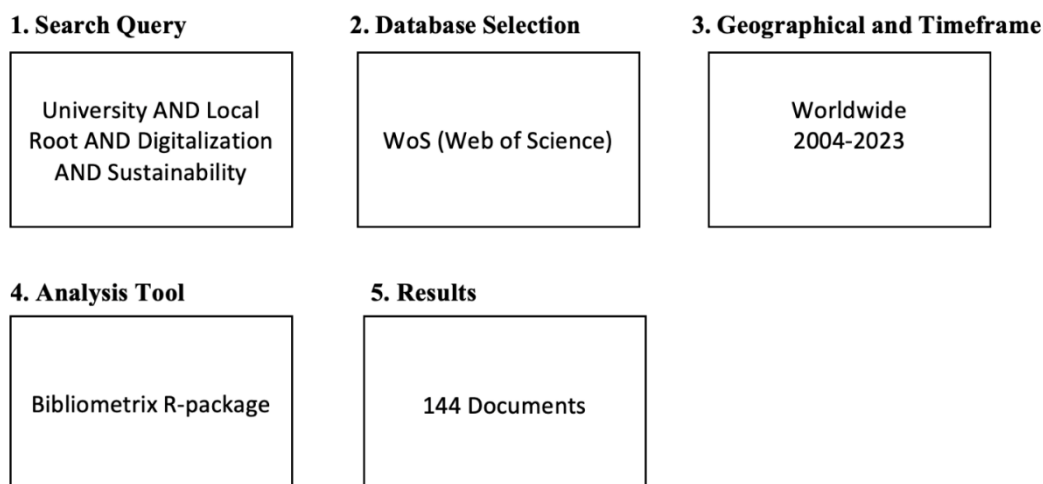 1. Search Query
2. Database Selection
3. Geographical and Timeframe
University AND Local
Root AND Digitalization
AND Sustainability
WoS (Web of Science)
Worldwide
2004-2023
4. Analysis Tool
5. Results
Bibliometrix R-package
144 Documents